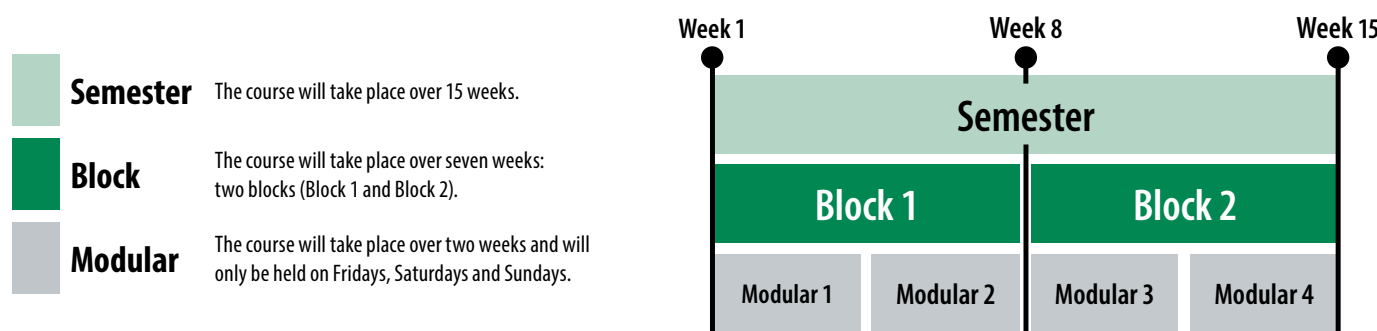 Semester
The course will take place over 15 weeks.
Block
The course will take place over seven weeks:
two blocks (Block 1 and Block 2).
Modular
The course will take place over two weeks and will
only be held on Fridays, Saturdays and Sundays.
Week 1
Week 8
Week 15
Semester
Block 1
Block 2
Modular 1
Modular 2
Modular 3
Modular 4